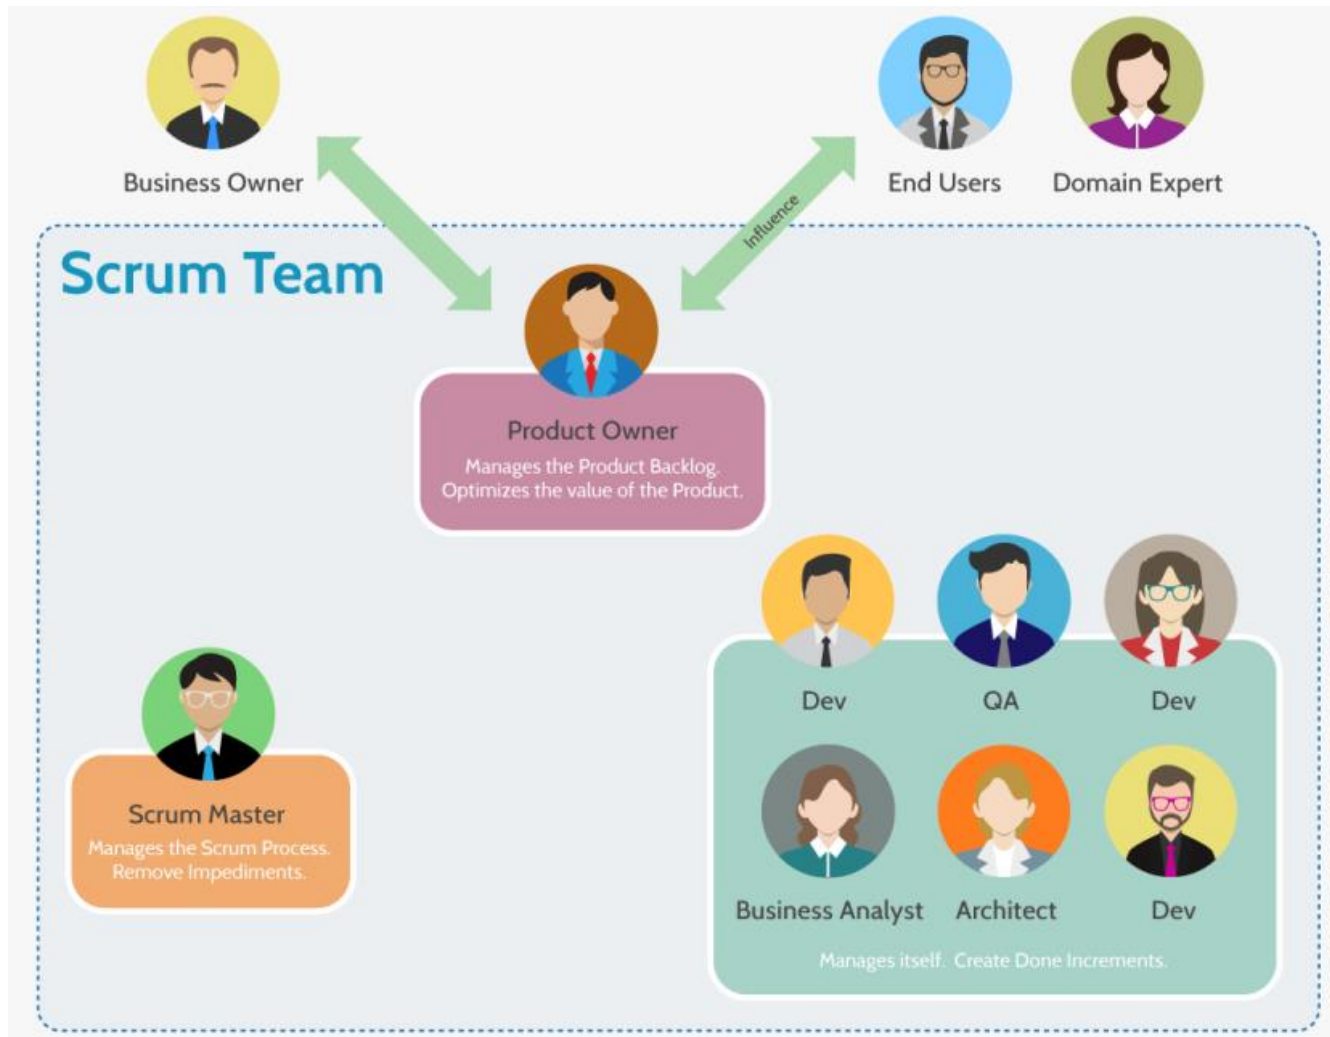 Business Owner
End Users
Domain Expert
Influence
Scrum Team
Product Owner
Manages the Product Backlog.
Optimizes the value of the Product.
Dev
QA
Dev
Scrum Master
Manages the Scrum Process.
Remove Impediments.
Business Analyst
Architect
Dev
Manages itself. Create Done Increments.